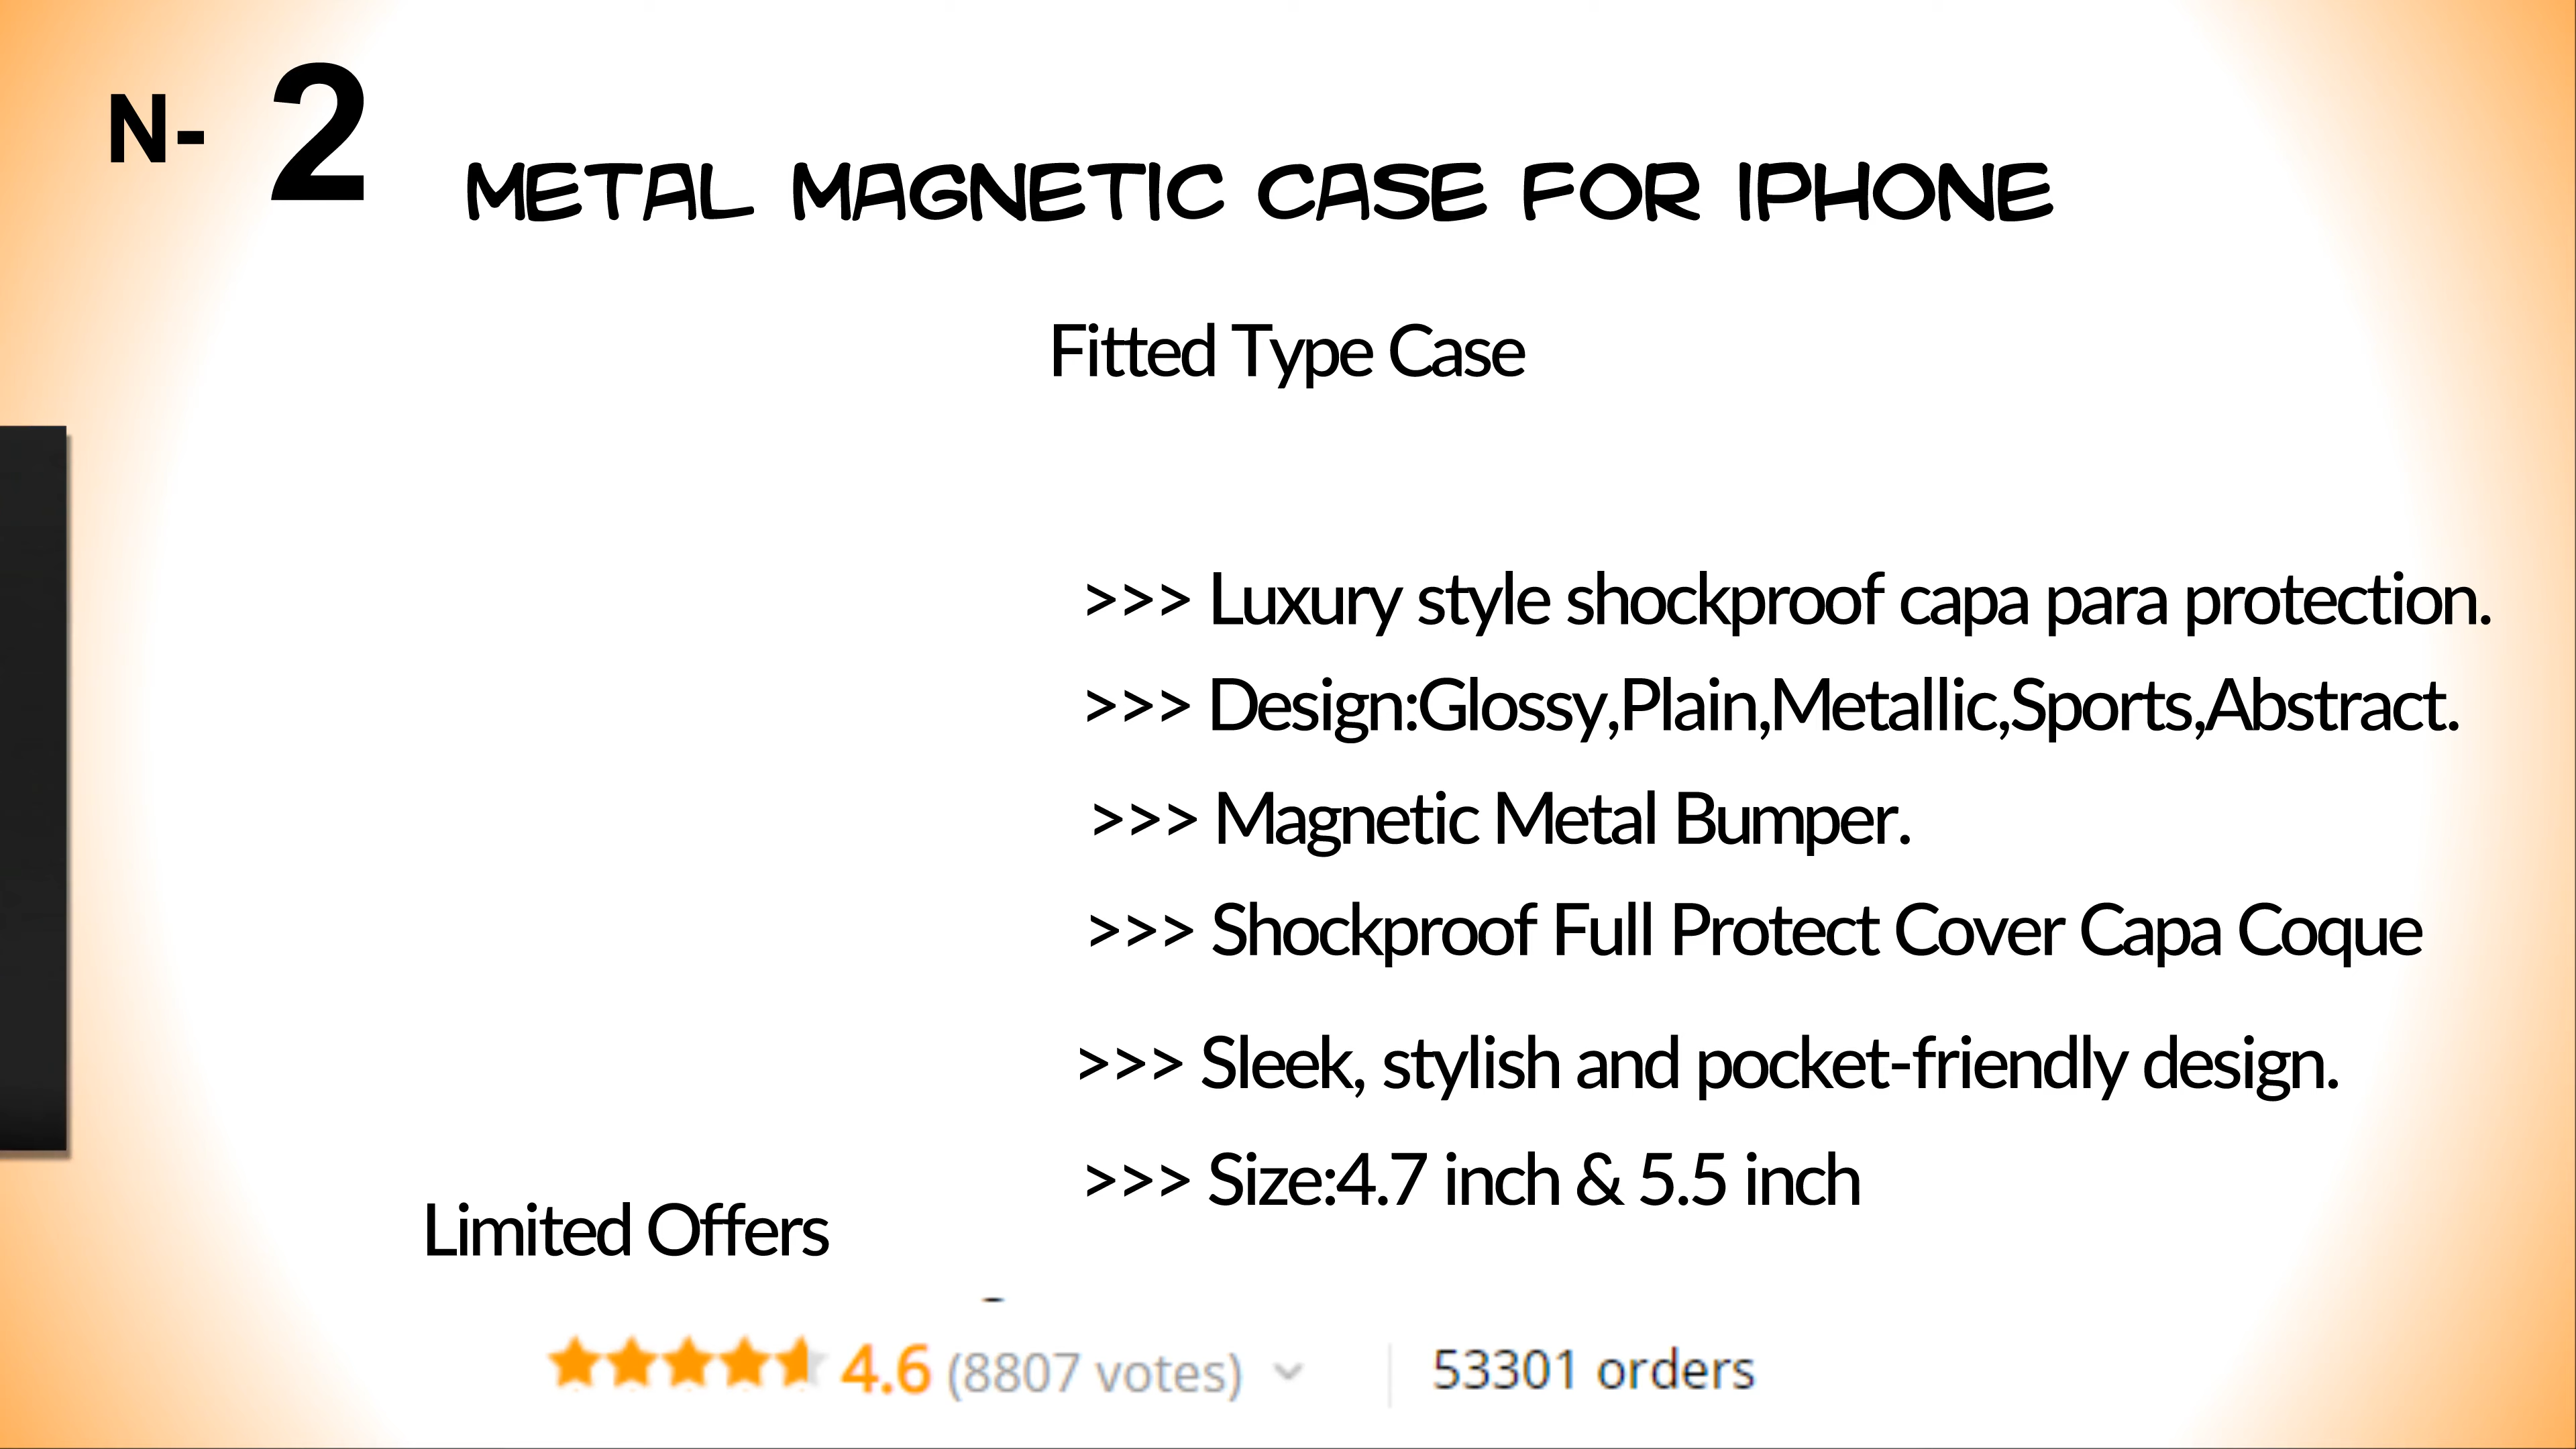 N- 2
METAL MAGNETIC CASE FOR IPHONE
Fitted Type Case
>>> Luxury style shockproof capa para protection.
>>> Design:Glossy,Plain,Metallic,Sports,Abstract.
>>> Magnetic Metal Bumper.
>>> Shockproof Full Protect Cover Capa Coque
>>> Sleek, stylish and pocket-friendly design.
>>> Size:4.7 inch & 5.5 inch
Limited Offers
4.6 (8807 votes) 53301 orders